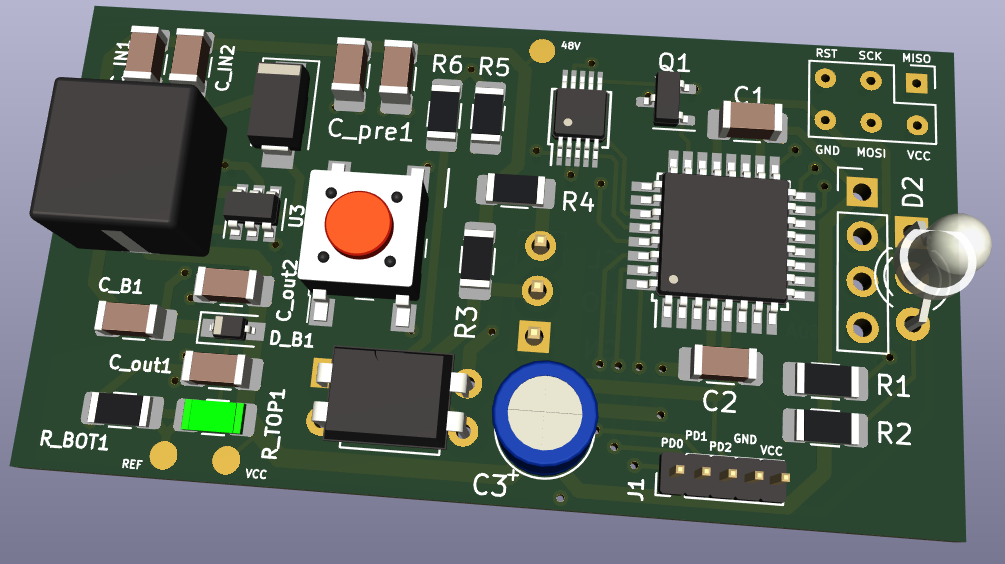 C_IN1
C_IN2
C_pre1
R6
R5
48V
Q1
C1
RST
SCK
MISO
GND
MOSI
VCC
D2
R4
U3
C_out2
R3
C_B1
D_B1
C_out1
R_TOP1
R_BOT1
REF
VCC
C3+
C2
R1
R2
PD0
PD1
PD2
GND
VCC
J1